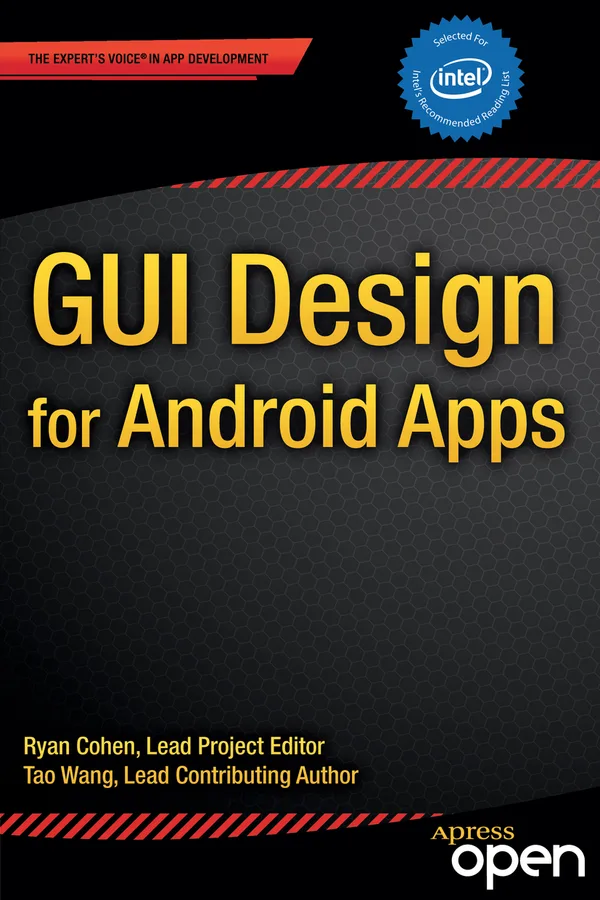 THE EXPERT'S VOICE® IN APP DEVELOPMENT
Selected For
intel®
Intel's Recommended Reading List
GUI Design
for Android Apps
Ryan Cohen, Lead Project Editor
Tao Wang, Lead Contributing Author
Apress
open